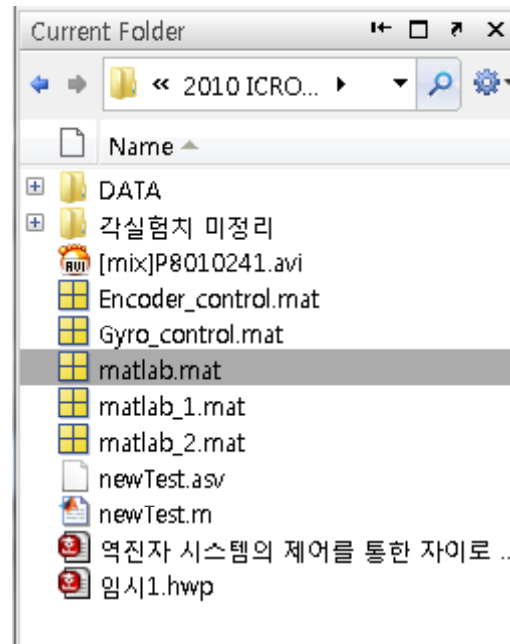 Current Folder
« 2010 ICRO...
Name
DATA
각실험치 미정리
[mix]P8010241.avi
Encoder_control.mat
Gyro_control.mat
matlab.mat
matlab_1.mat
matlab_2.mat
newTest.asv
newTest.m
역진자 시스템의 제어를 통한 자이로 ...
임시1.hwp